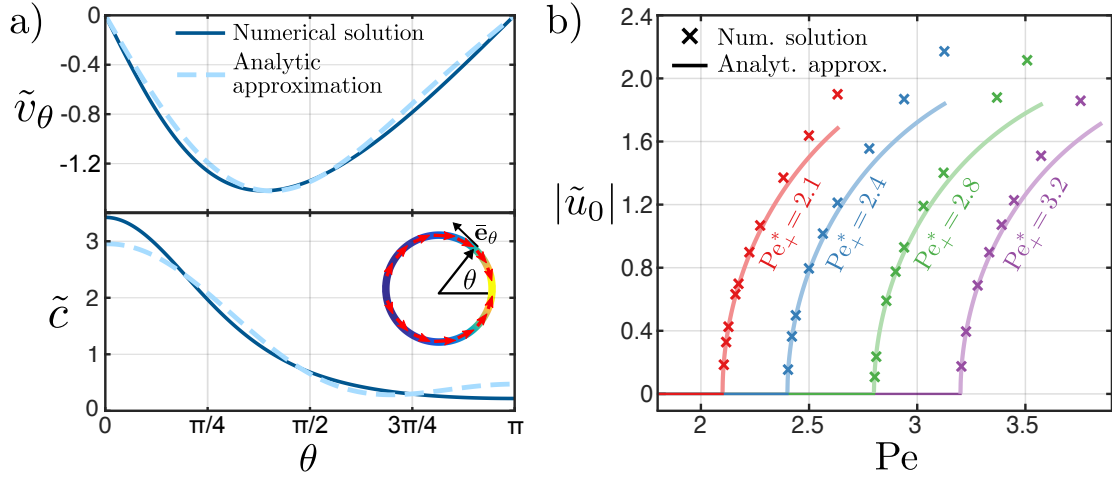 a)
0
-0.4
-0.8
-1.2
ṽ_θ
Numerical solution
Analytic
approximation
3
2
1
0
c̃
ē_θ
θ
0
π/4
π/2
3π/4
π
θ
b)
2.4
2.0
1.6
1.2
0.8
0.4
0
|ũ₀|
Num. solution
Analyt. approx.
Pe*₊ = 2.1
Pe*₊ = 2.4
Pe*₊ = 2.8
Pe*₊ = 3.2
2
2.5
3
3.5
Pe